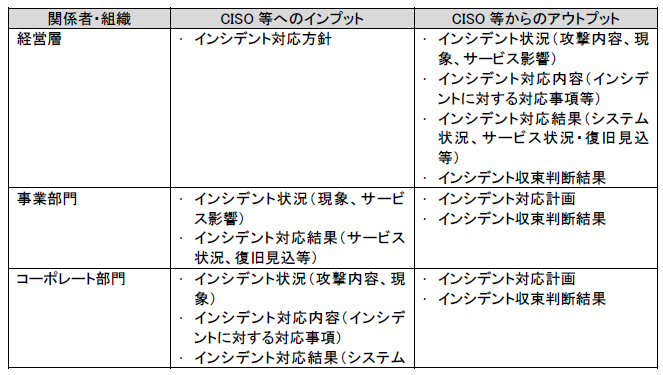 関係者・組織
CISO 等へのインプット
CISO 等からのアウトプット
経営層
・ インシデント対応方針
・ インシデント状況（攻撃内容、現
象、サービス影響）
・ インシデント対応内容（インシデ
ントに対する対応事項等）
・ インシデント対応結果（システム
状況、サービス状況・復旧見込
等）
・ インシデント収束判断結果
事業部門
・ インシデント状況（現象、サービ
ス影響）
・ インシデント対応結果（サービス
状況、復旧見込等）
・ インシデント対応計画
・ インシデント収束判断結果
コーポレート部門
・ インシデント状況（攻撃内容、現
象）
・ インシデント対応内容（インシデ
ントに対する対応事項）
・ インシデント対応結果（システム
・ インシデント対応計画
・ インシデント収束判断結果